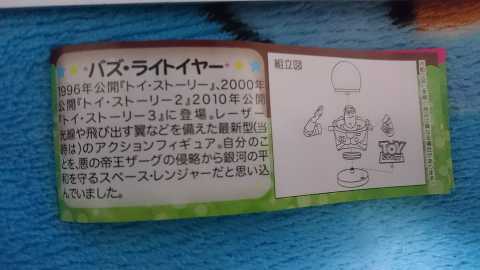 バズ・ライトイヤー
1996年公開『トイ・ストーリー』、2000年
公開『トイ・ストーリー2』2010年公開
『トイ・ストーリー3』に登場。レーザー
光線や飛び出す翼などを備えた最新型(当
時は)のアクションフィギュア。自分のこ
とを、悪の帝王ザーグの侵略から銀河の平
和を守るスペース・レンジャーだと思い込
んでいました。
組立図
TOY
STORY